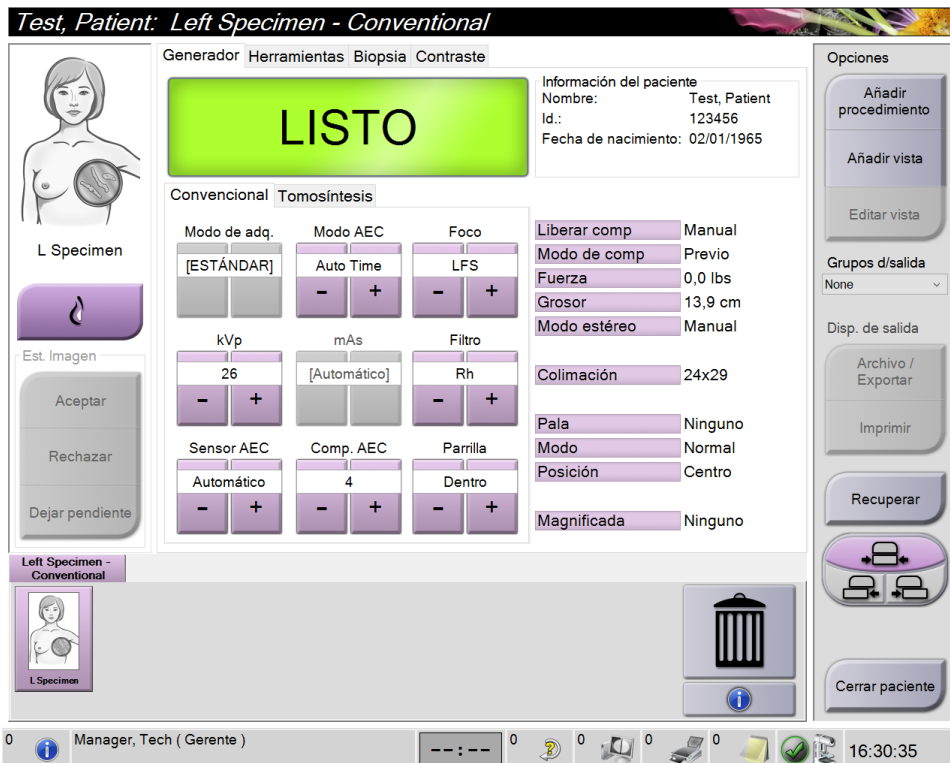 Test, Patient: Left Specimen - Conventional
Generador Herramientas Biopsia Contraste
LISTO
Información del paciente
Nombre: Test, Patient
Id.: 123456
Fecha de nacimiento: 02/01/1965
L Specimen
Est. Imagen
Aceptar
Rechazar
Dejar pendiente
Convencional Tomosíntesis
Modo de adq. Modo AEC Foco
[ESTÁNDAR] Auto Time LFS
- + - +
kVp mAs Filtro
26 [Automático] Rh
- + - +
Sensor AEC Comp. AEC Parrilla
Automático 4 Dentro
- + - + - +
Liberar comp Manual
Modo de comp Previo
Fuerza 0,0 lbs
Grosor 13,9 cm
Modo estéreo Manual
Colimación 24x29
Pala Ninguno
Modo Normal
Posición Centro
Magnificada Ninguno
Opciones
Añadir
procedimiento
Añadir vista
Editar vista
Grupos d/salida
None
Disp. de salida
Archivo /
Exportar
Imprimir
Recuperar
Cerrar paciente
Left Specimen -
Conventional
L Specimen
0 Manager, Tech ( Gerente ) --:-- 0 0 0 0 16:30:35